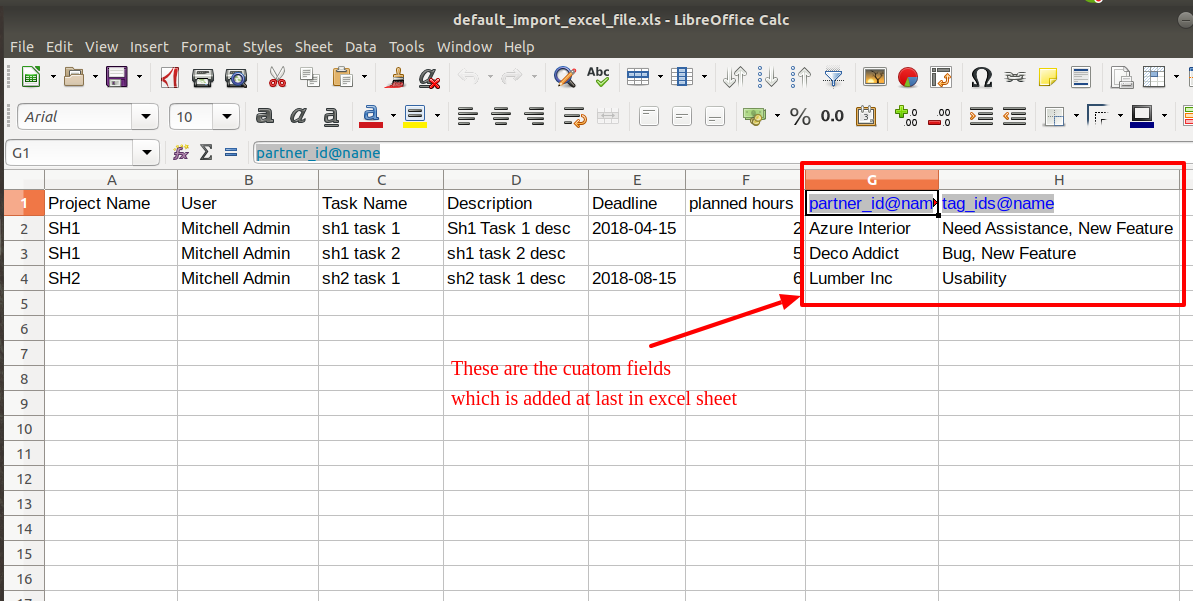 default_import_excel_file.xls - LibreOffice Calc
File Edit View Insert Format Styles Sheet Data Tools Window Help
Abc
Arial 10 a a a a % 0.0 .00 .00
G1 partner_id@name
A B C D E F G H
1 Project Name User Task Name Description Deadline planned hours partner_id@nam tag_ids@name
2 SH1 Mitchell Admin sh1 task 1 Sh1 Task 1 desc 2018-04-15 2 Azure Interior Need Assistance, New Feature
3 SH1 Mitchell Admin sh1 task 2 sh1 task 2 desc 5 Deco Addict Bug, New Feature
4 SH2 Mitchell Admin sh2 task 1 sh2 task 1 desc 2018-08-15 6 Lumber Inc Usability
5
6
7
8
These are the cuatom fields
9
which is added at last in excel sheet
10
11
12
13
14
15
16
17